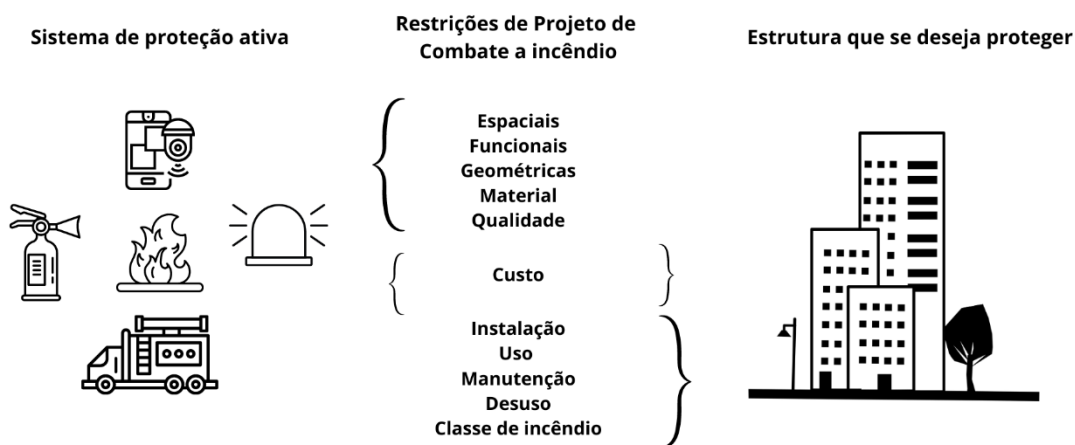 Sistema de proteção ativa
Restrições de Projeto de
Combate a incêndio
Estrutura que se deseja proteger
Espaciais
Funcionais
Geométricas
Material
Qualidade
Custo
Instalação
Uso
Manutenção
Desuso
Classe de incêndio